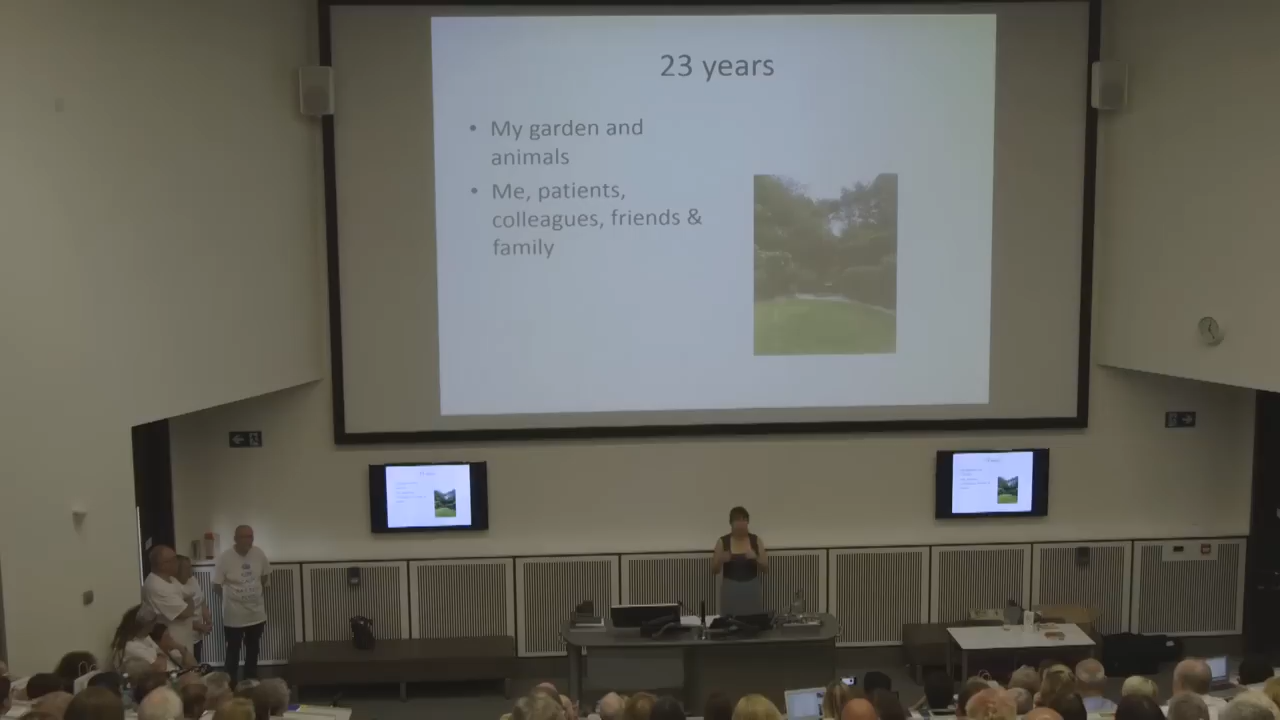 23 years
• My garden and
animals
• Me, patients,
colleagues, friends &
family